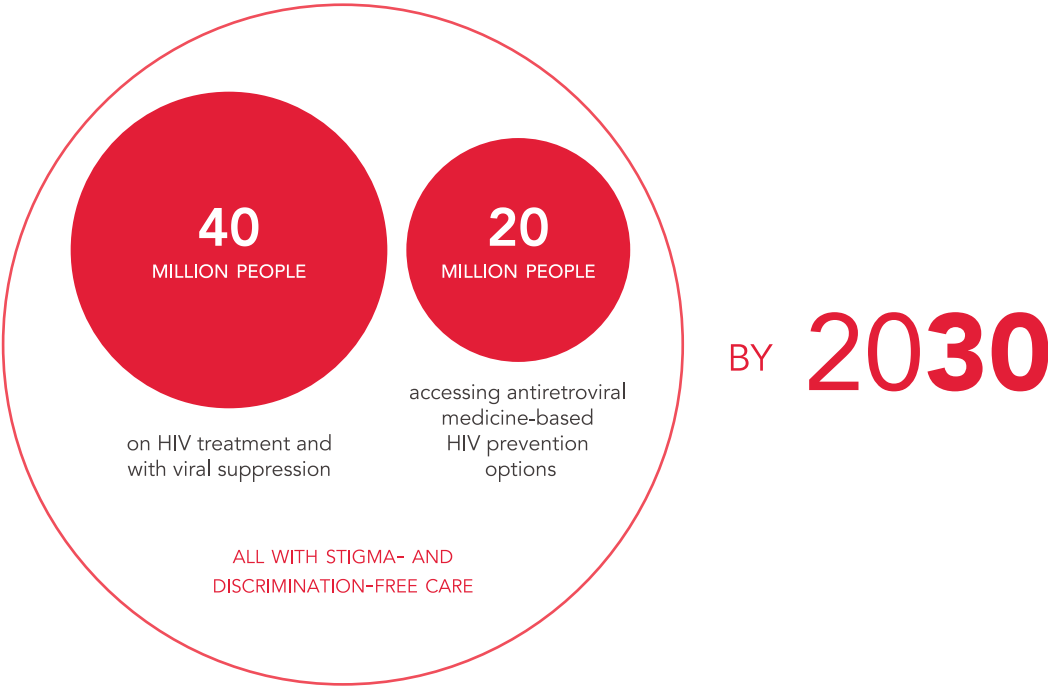 40
MILLION PEOPLE
on HIV treatment and
with viral suppression
20
MILLION PEOPLE
accessing antiretroviral
medicine-based
HIV prevention
options
ALL WITH STIGMA- AND
DISCRIMINATION-FREE CARE
BY 2030